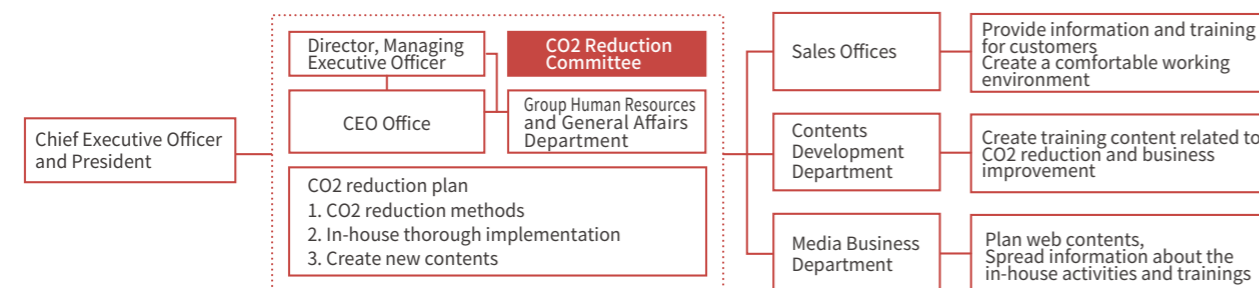 Chief Executive Officer
and President
Director, Managing
Executive Officer
CO2 Reduction
Committee
CEO Office
Group Human Resources
and General Affairs
Department
CO2 reduction plan
1. CO2 reduction methods
2. In-house thorough implementation
3. Create new contents
Sales Offices
Provide information and training
for customers
Create a comfortable working
environment
Contents
Development
Department
Create training content related to
CO2 reduction and business
improvement
Media Business
Department
Plan web contents,
Spread information about the
in-house activities and trainings